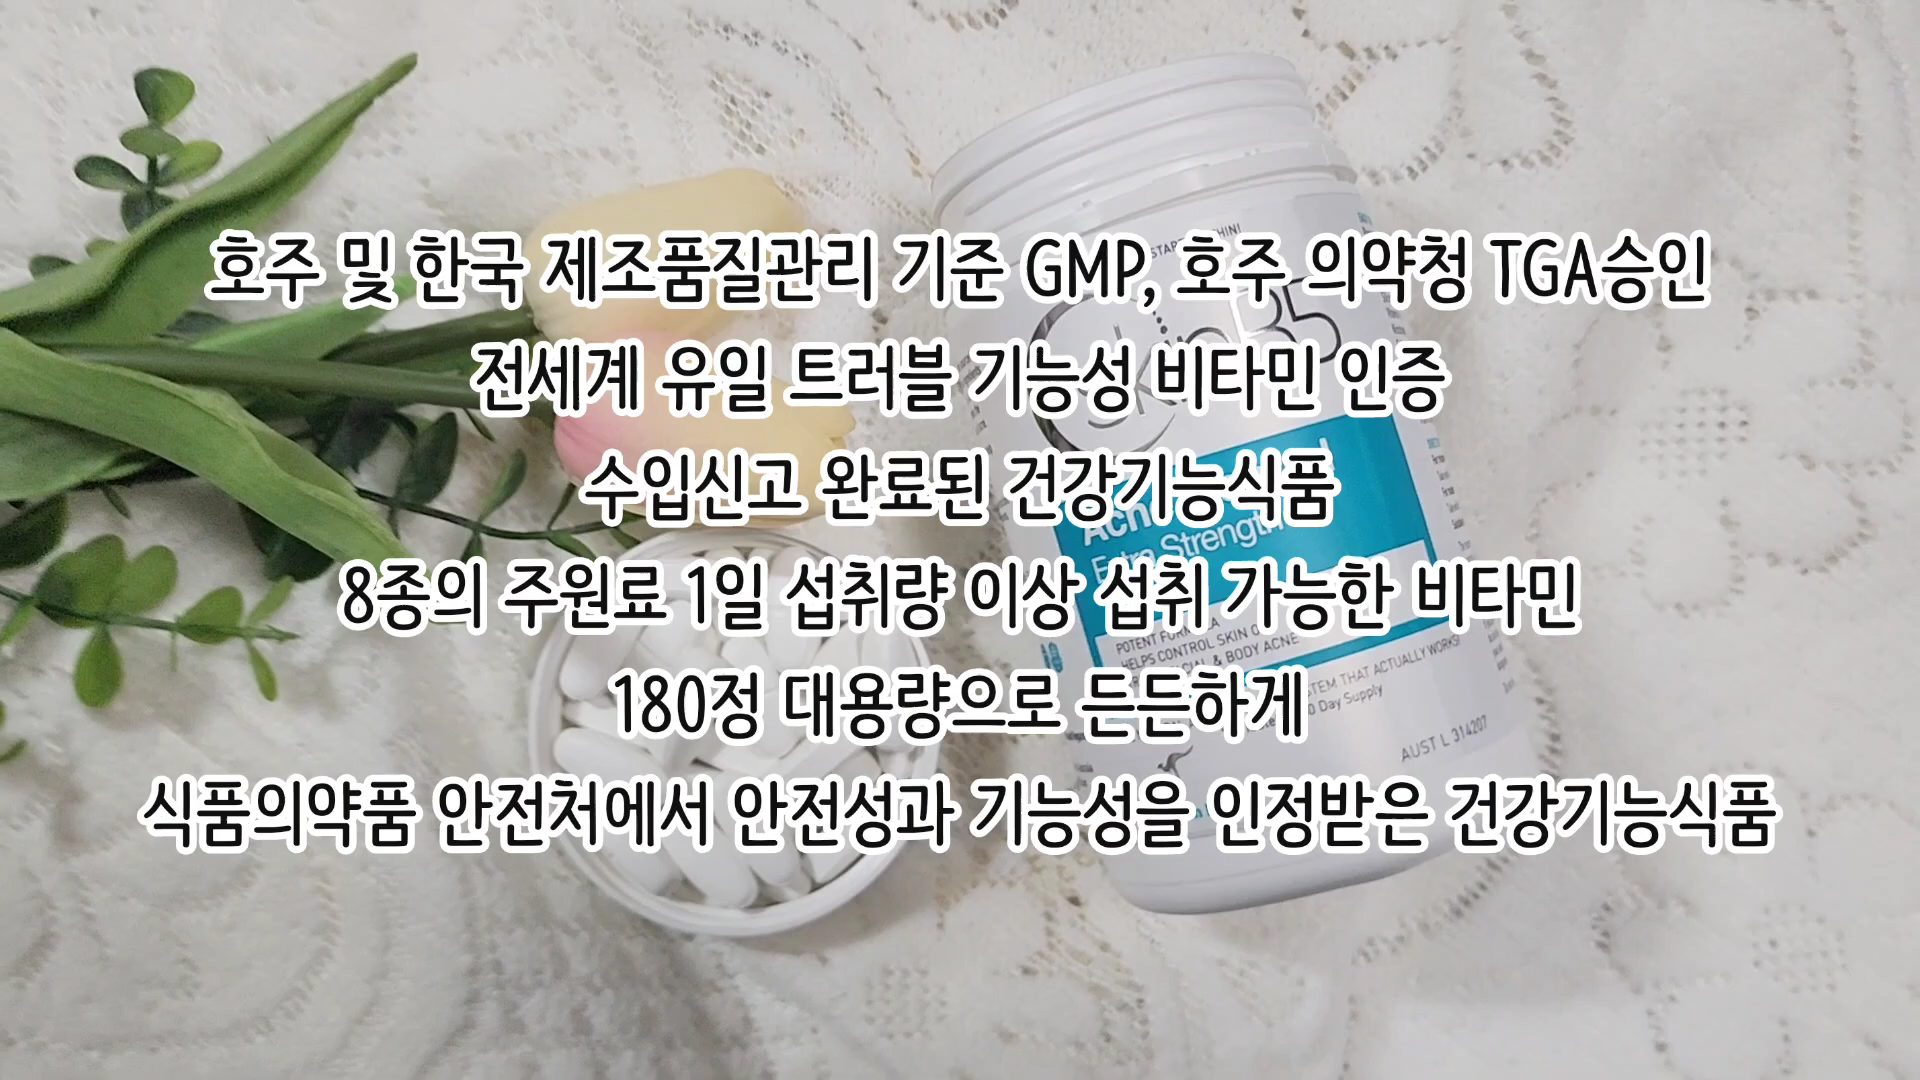 호주 및 한국 제조품질관리 기준 GMP, 호주 의약청 TGA승인
전세계 유일 트러블 기능성 비타민 인증
수입신고 완료된 건강기능식품
8종의 주원료 1일 섭취량 이상 섭취 가능한 비타민
180정 대용량으로 든든하게
식품의약품 안전처에서 안전성과 기능성을 인정받은 건강기능식품
Extra Strength
POTENT FORMULA
HELPS CONTROL SKIN
& BODY ACNE
THAT ACTUALLY WORKS!
Day Supply
AUST L 314207